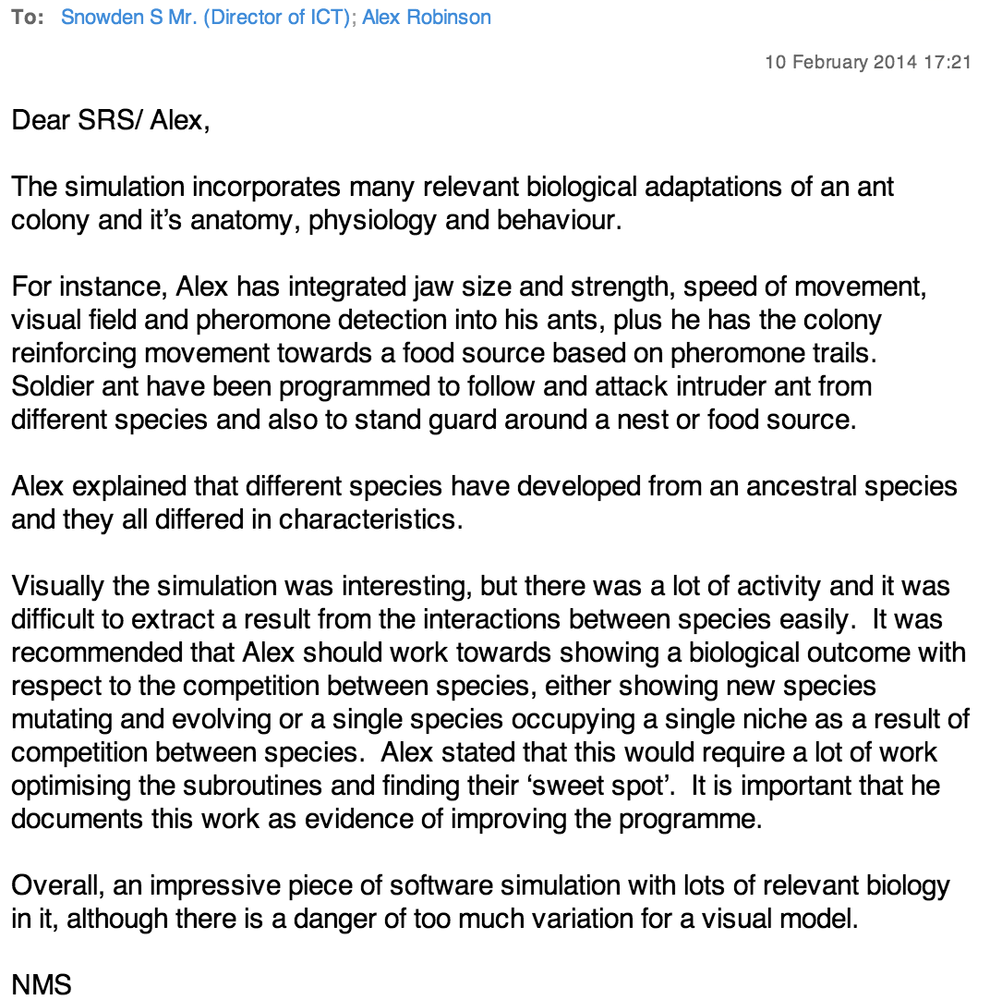 To: Snowden S Mr. (Director of ICT); Alex Robinson
10 February 2014 17:21
Dear SRS/ Alex,
The simulation incorporates many relevant biological adaptations of an ant
colony and it’s anatomy, physiology and behaviour.
For instance, Alex has integrated jaw size and strength, speed of movement,
visual field and pheromone detection into his ants, plus he has the colony
reinforcing movement towards a food source based on pheromone trails.
Soldier ant have been programmed to follow and attack intruder ant from
different species and also to stand guard around a nest or food source.
Alex explained that different species have developed from an ancestral species
and they all differed in characteristics.
Visually the simulation was interesting, but there was a lot of activity and it was
difficult to extract a result from the interactions between species easily.  It was
recommended that Alex should work towards showing a biological outcome with
respect to the competition between species, either showing new species
mutating and evolving or a single species occupying a single niche as a result of
competition between species.  Alex stated that this would require a lot of work
optimising the subroutines and finding their ‘sweet spot’.  It is important that he
documents this work as evidence of improving the programme.
Overall, an impressive piece of software simulation with lots of relevant biology
in it, although there is a danger of too much variation for a visual model.
NMS